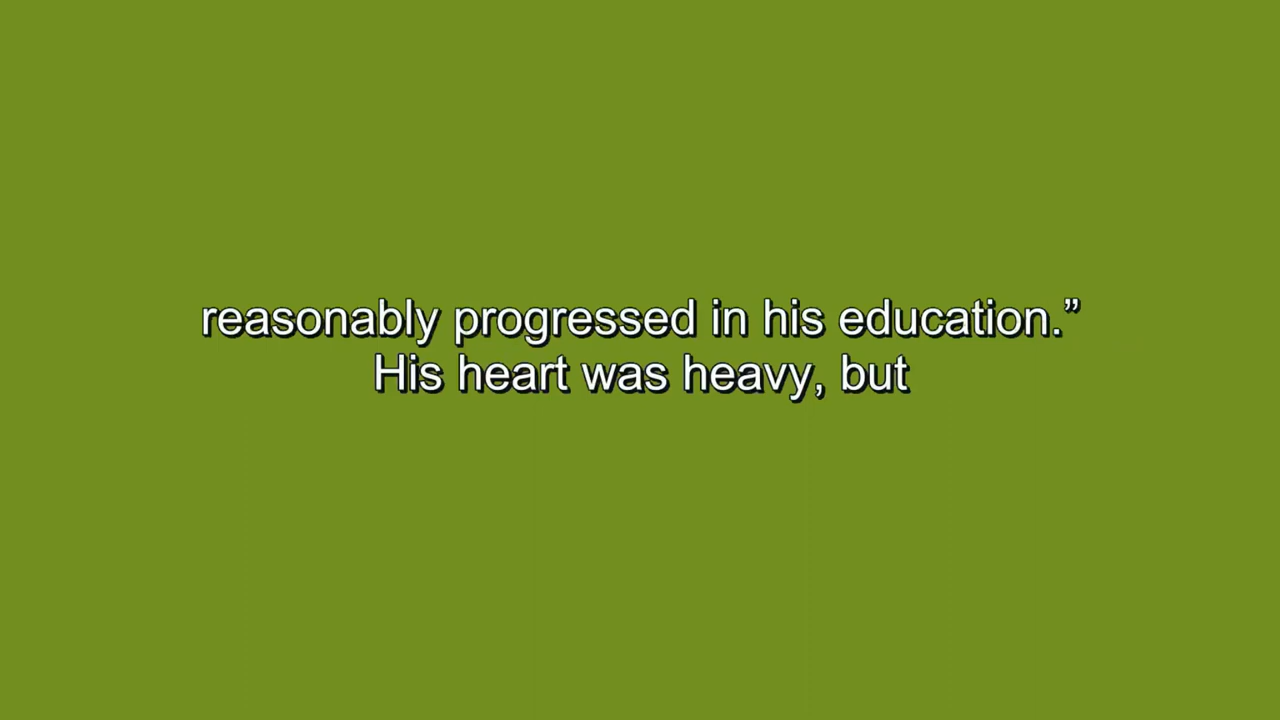 reasonably progressed in his education.”
His heart was heavy, but